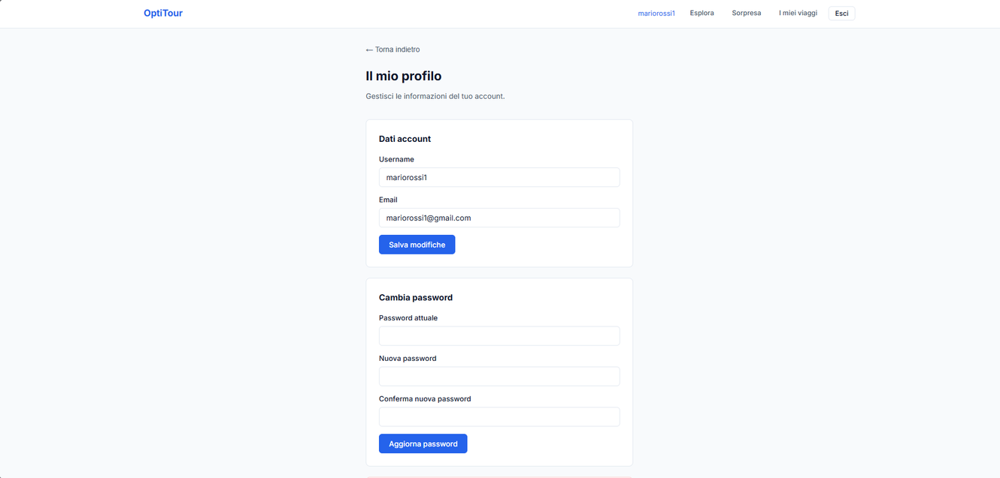 OptiTour
mariorossi1 Esplora Sorpresa I miei viaggi Esci
← Torna indietro
Il mio profilo
Gestisci le informazioni del tuo account.
Dati account
Username
mariorossi1
Email
mariorossi1@gmail.com
Salva modifiche
Cambia password
Password attuale
Nuova password
Conferma nuova password
Aggiorna password